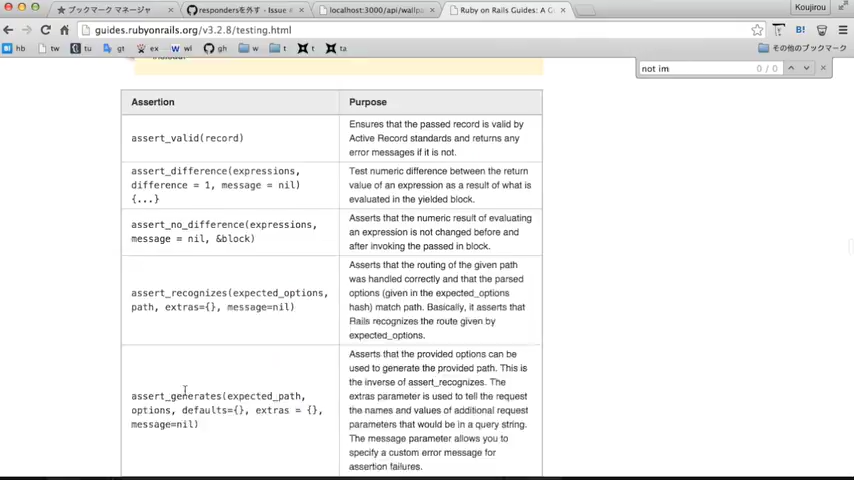 ブックマーク マネージャ
respondersを外す - Issue #
localhost:3000/api/wallpa
Ruby on Rails Guides: A G
Koujirou
guides.rubyonrails.org/v3.2.8/testing.html
hb
tw
tu
gt
ex
wl
gh
w
t
t
ta
その他のブックマーク
not im
0 / 0
Assertion
Purpose
assert_valid(record)
Ensures that the passed record is valid by
Active Record standards and returns any
error messages if it is not.
assert_difference(expressions,
difference = 1, message = nil)
{...}
Test numeric difference between the return
value of an expression as a result of what is
evaluated in the yielded block.
assert_no_difference(expressions,
message = nil, &block)
Asserts that the numeric result of evaluating
an expression is not changed before and
after invoking the passed in block.
assert_recognizes(expected_options,
path, extras={}, message=nil)
Asserts that the routing of the given path
was handled correctly and that the parsed
options (given in the expected_options
hash) match path. Basically, it asserts that
Rails recognizes the route given by
expected_options.
assert_generates(expected_path,
options, defaults={}, extras = {},
message=nil)
Asserts that the provided options can be
used to generate the provided path. This is
the inverse of assert_recognizes. The
extras parameter is used to tell the request
the names and values of additional request
parameters that would be in a query string.
The message parameter allows you to
specify a custom error message for
assertion failures.